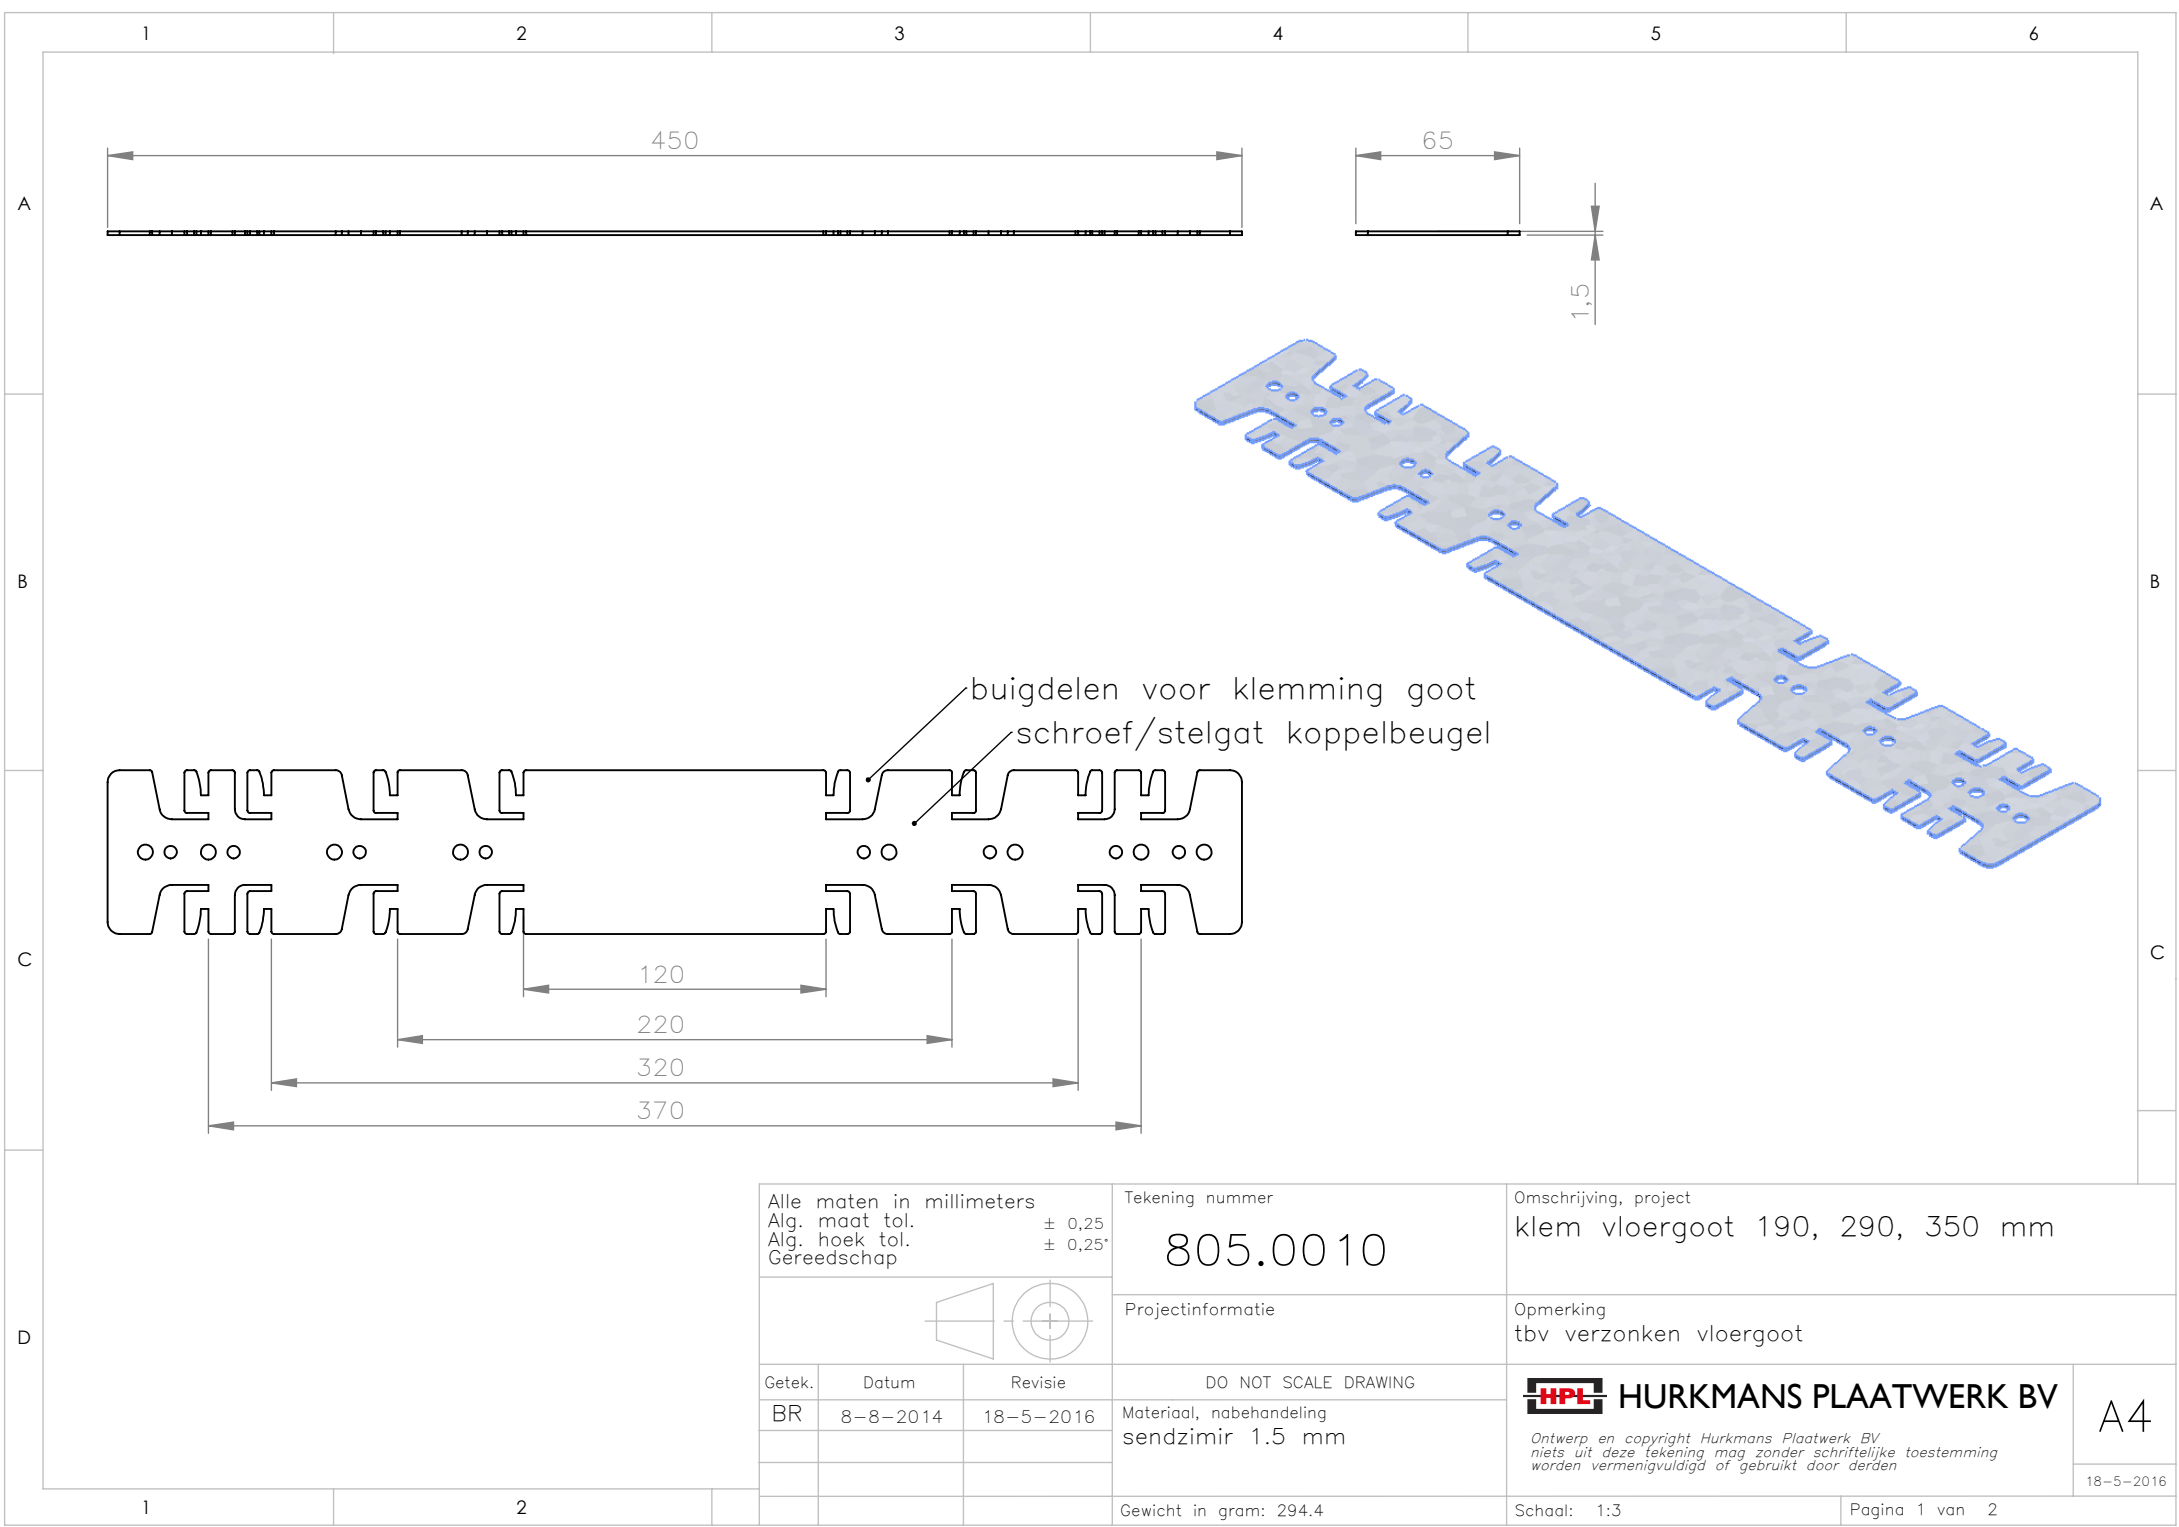 1 2 3 4 5 6
450 65
A A
1,5
B B
buigdelen voor klemming goot
schroef/stelgat koppelbeugel
C C
120
220
320
370
Alle maten in millimeters
Alg. maat tol. ± 0,25
Alg. hoek tol. ± 0,25°
Gereedschap
Tekening nummer
805.0010
Omschrijving, project
klem vloergoot 190, 290, 350 mm
Projectinformatie
Opmerking
tbv verzonken vloergoot
D
Getek. Datum Revisie
BR 8-8-2014 18-5-2016
DO NOT SCALE DRAWING
Materiaal, nabehandeling
sendzimir 1.5 mm
Gewicht in gram: 294.4
HPL HURKMANS PLAATWERK BV
Ontwerp en copyright Hurkmans Plaatwerk BV
niets uit deze tekening mag zonder schriftelijke toestemming
worden vermenigvuldigd of gebruikt door derden
A4
18-5-2016
Schaal: 1:3
Pagina 1 van 2
1 2